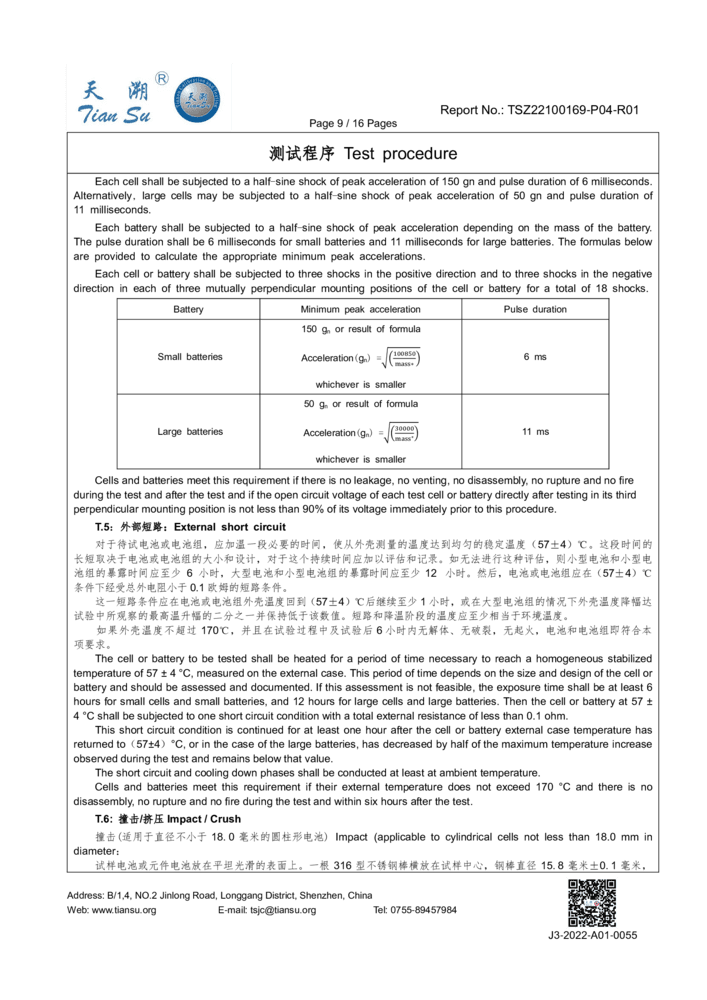 天 溯 ®
Tian Su
Report No.: TSZ22100169-P04-R01
Page 9 / 16 Pages
测试程序 Test procedure
Each cell shall be subjected to a half-sine shock of peak acceleration of 150 gn and pulse duration of 6 milliseconds.
Alternatively, large cells may be subjected to a half-sine shock of peak acceleration of 50 gn and pulse duration of
11 milliseconds.
Each battery shall be subjected to a half-sine shock of peak acceleration depending on the mass of the battery.
The pulse duration shall be 6 milliseconds for small batteries and 11 milliseconds for large batteries. The formulas below
are provided to calculate the appropriate minimum peak accelerations.
Each cell or battery shall be subjected to three shocks in the positive direction and to three shocks in the negative
direction in each of three mutually perpendicular mounting positions of the cell or battery for a total of 18 shocks.
Battery Minimum peak acceleration Pulse duration
150 gn or result of formula
Small batteries Acceleration(gn) = √(100850/mass*) 6 ms
whichever is smaller
50 gn or result of formula
Large batteries Acceleration(gn) = √(30000/mass*) 11 ms
whichever is smaller
Cells and batteries meet this requirement if there is no leakage, no venting, no disassembly, no rupture and no fire
during the test and after the test and if the open circuit voltage of each test cell or battery directly after testing in its third
perpendicular mounting position is not less than 90% of its voltage immediately prior to this procedure.
T.5：外部短路：External short circuit
对于待试电池或电池组，应加温一段必要的时间，使从外壳测量的温度达到均匀的稳定温度（57±4）℃。这段时间的
长短取决于电池或电池组的大小和设计，对于这个持续时间应加以评估和记录。如无法进行这种评估，则小型电池和小型电
池组的暴露时间应至少 6 小时，大型电池和小型电池组的暴露时间应至少 12 小时。然后，电池或电池组应在（57±4）℃
条件下经受总外电阻小于 0.1 欧姆的短路条件。
这一短路条件应在电池或电池组外壳温度回到（57±4）℃后继续至少 1 小时，或在大型电池组的情况下外壳温度降幅达
试验中所观察的最高温升幅的二分之一并保持低于该数值。短路和降温阶段的温度应至少相当于环境温度。
如果外壳温度不超过 170℃，并且在试验过程中及试验后 6 小时内无解体、无破裂，无起火，电池和电池组即符合本
项要求。
The cell or battery to be tested shall be heated for a period of time necessary to reach a homogeneous stabilized
temperature of 57 ± 4 °C, measured on the external case. This period of time depends on the size and design of the cell or
battery and should be assessed and documented. If this assessment is not feasible, the exposure time shall be at least 6
hours for small cells and small batteries, and 12 hours for large cells and large batteries. Then the cell or battery at 57 ±
4 °C shall be subjected to one short circuit condition with a total external resistance of less than 0.1 ohm.
This short circuit condition is continued for at least one hour after the cell or battery external case temperature has
returned to（57±4）°C, or in the case of the large batteries, has decreased by half of the maximum temperature increase
observed during the test and remains below that value.
The short circuit and cooling down phases shall be conducted at least at ambient temperature.
Cells and batteries meet this requirement if their external temperature does not exceed 170 °C and there is no
disassembly, no rupture and no fire during the test and within six hours after the test.
T.6: 撞击/挤压 Impact / Crush
撞击(适用于直径不小于 18.0 毫米的圆柱形电池) Impact (applicable to cylindrical cells not less than 18.0 mm in
diameter：
试样电池或元件电池放在平坦光滑的表面上。一根 316 型不锈钢棒横放在试样中心，钢棒直径 15.8 毫米±0.1 毫米，
Address: B/1,4, NO.2 Jinlong Road, Longgang District, Shenzhen, China
Web: www.tiansu.org E-mail: tsjc@tiansu.org Tel: 0755-89457984
J3-2022-A01-0055